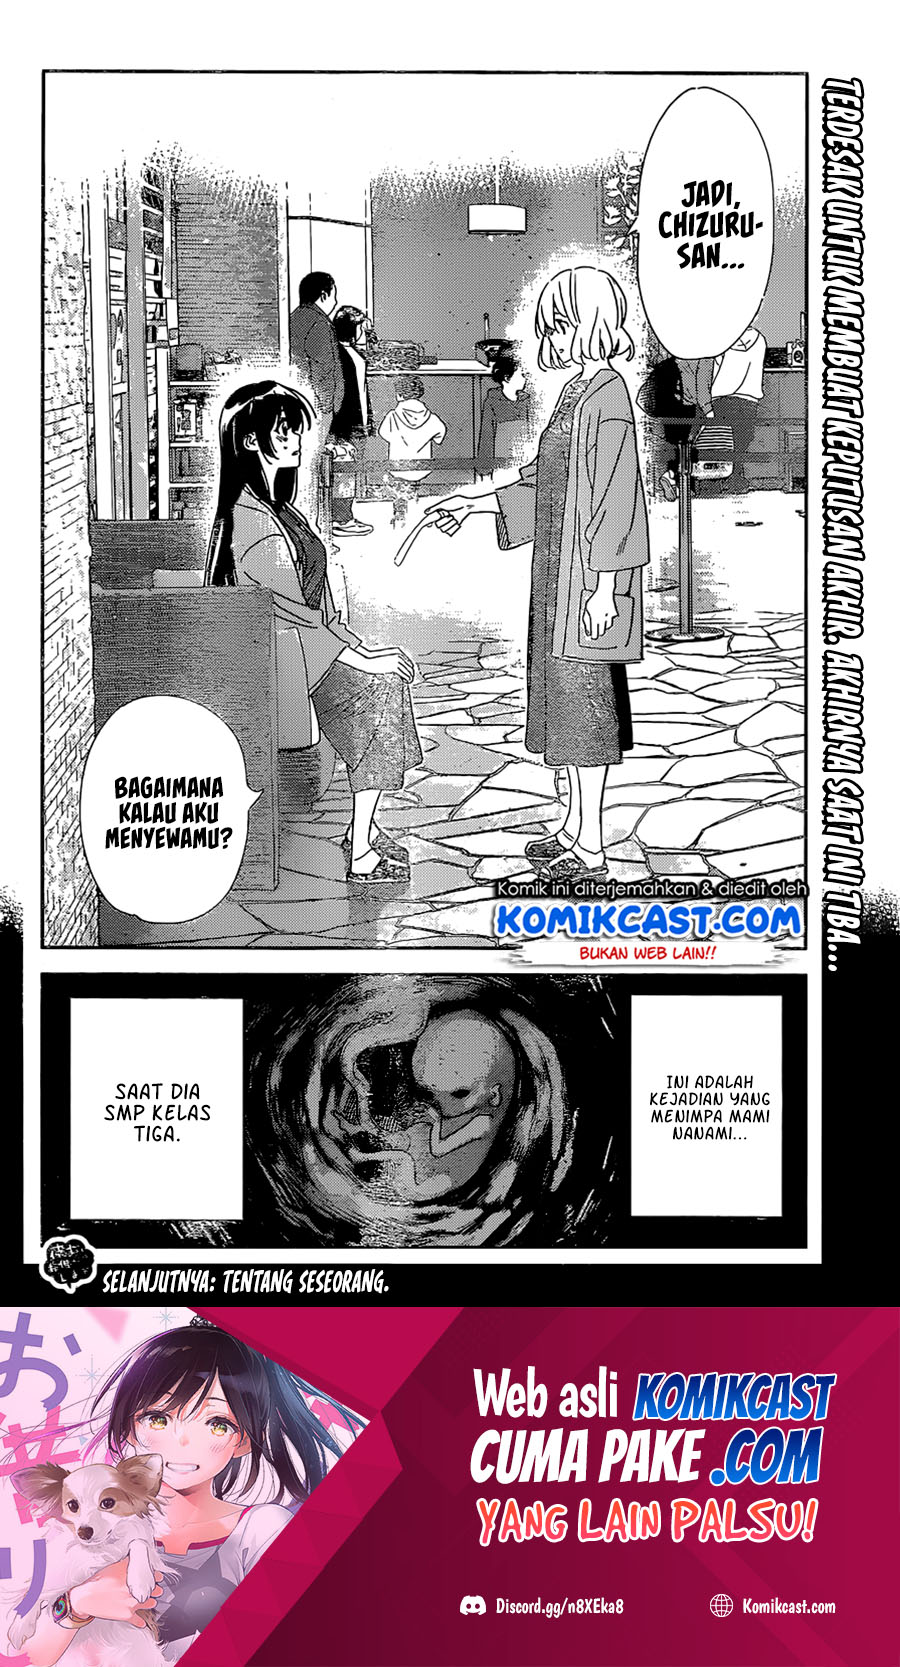 JADI,
CHIZURU-
SAN...
TERDESAK UNTUK MEMBUAT KEPUTUSAN AKHIR. AKHIRNYA SAAT INI TIBA...
BAGAIMANA
KALAU AKU
MENYEWAMU?
Komik ini diterjemahkan & diedit oleh
KOMIKCAST.COM
BUKAN WEB LAIN!!
INI ADALAH
KEJADIAN YANG
MENIMPA MAMI
NANAMI...
SAAT DIA
SMP KELAS
TIGA.
SELANJUTNYA: TENTANG SESEORANG.
Web asli KOMIKCAST
CUMA PAKE .COM
YANG LAIN PALSU!
Discord.gg/n8XEka8
Komikcast.com